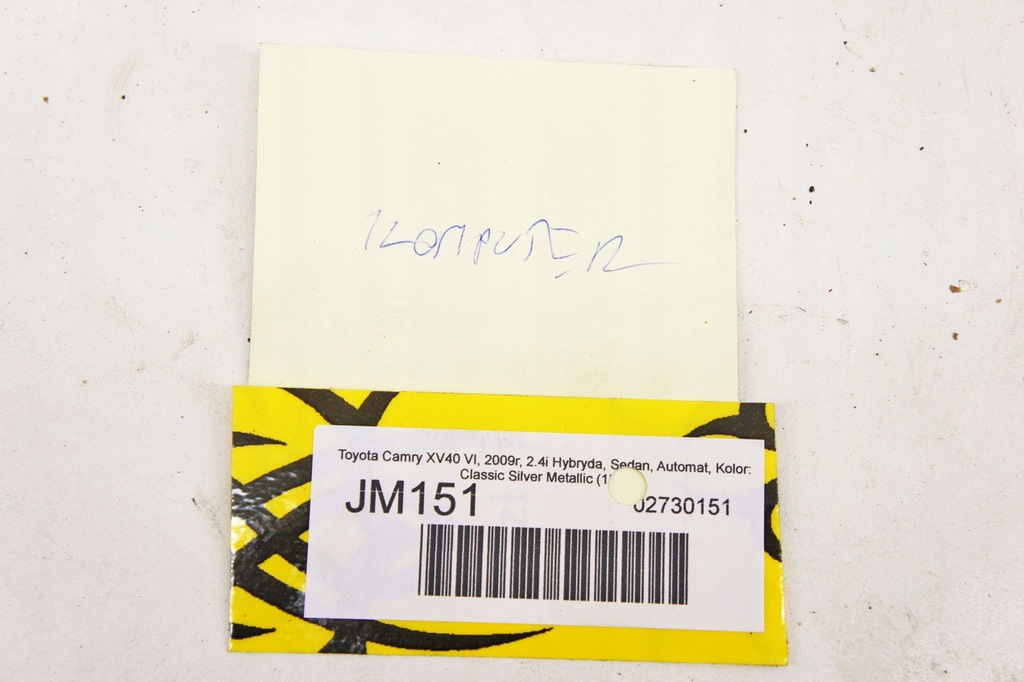 KOMPUTER
Toyota Camry XV40 VI, 2009r, 2.4i Hybryda, Sedan, Automat, Kolor:
Classic Silver Metallic
JM151
02730151